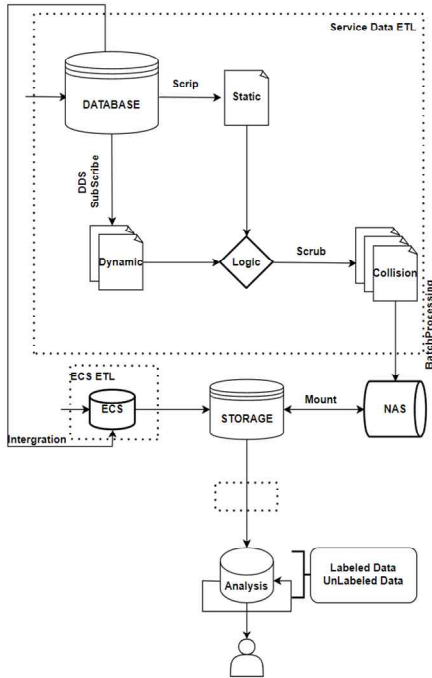 Service Data ETL
DATABASE
Scrip
Static
DDS
SubScribe
Dynamic
Logic
Scrub
Collision
BatchProcessing
ECS ETL
ECS
Intergration
STORAGE
Mount
NAS
Analysis
Labeled Data
UnLabeled Data